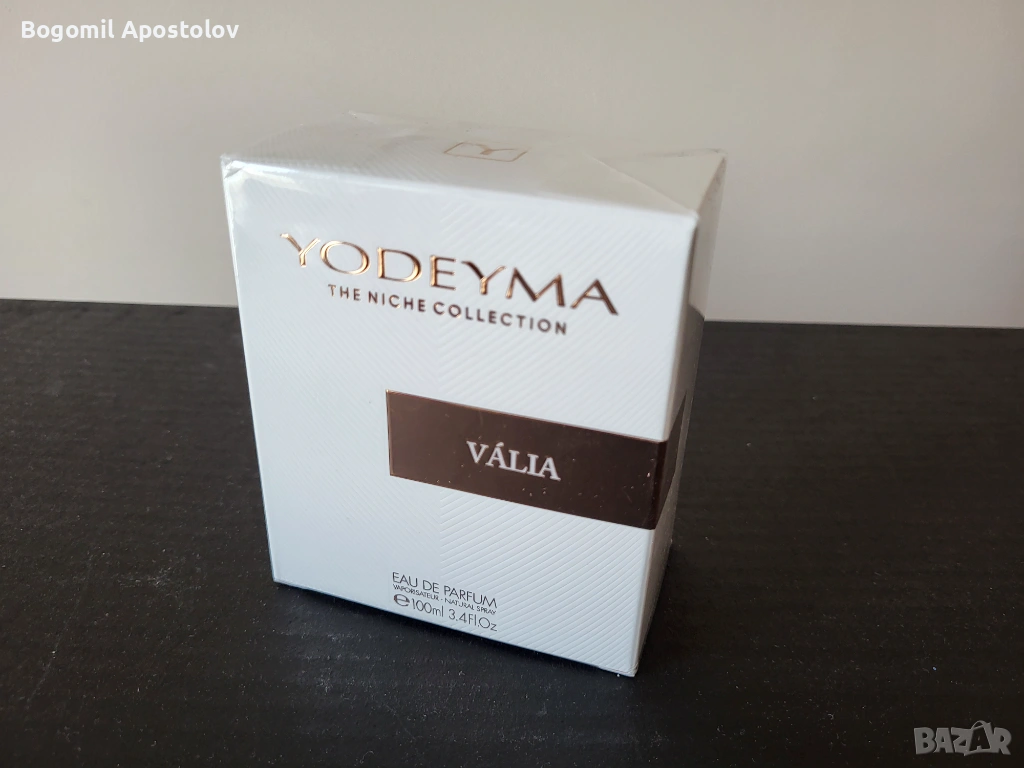 Bogomil Apostolov
YODEYMA
THE NICHE COLLECTION
VÁLIA
EAU DE PARFUM
VAPORISATEUR - NATURAL SPRAY
℮100ml 3.4Fl.Oz
BAZAR